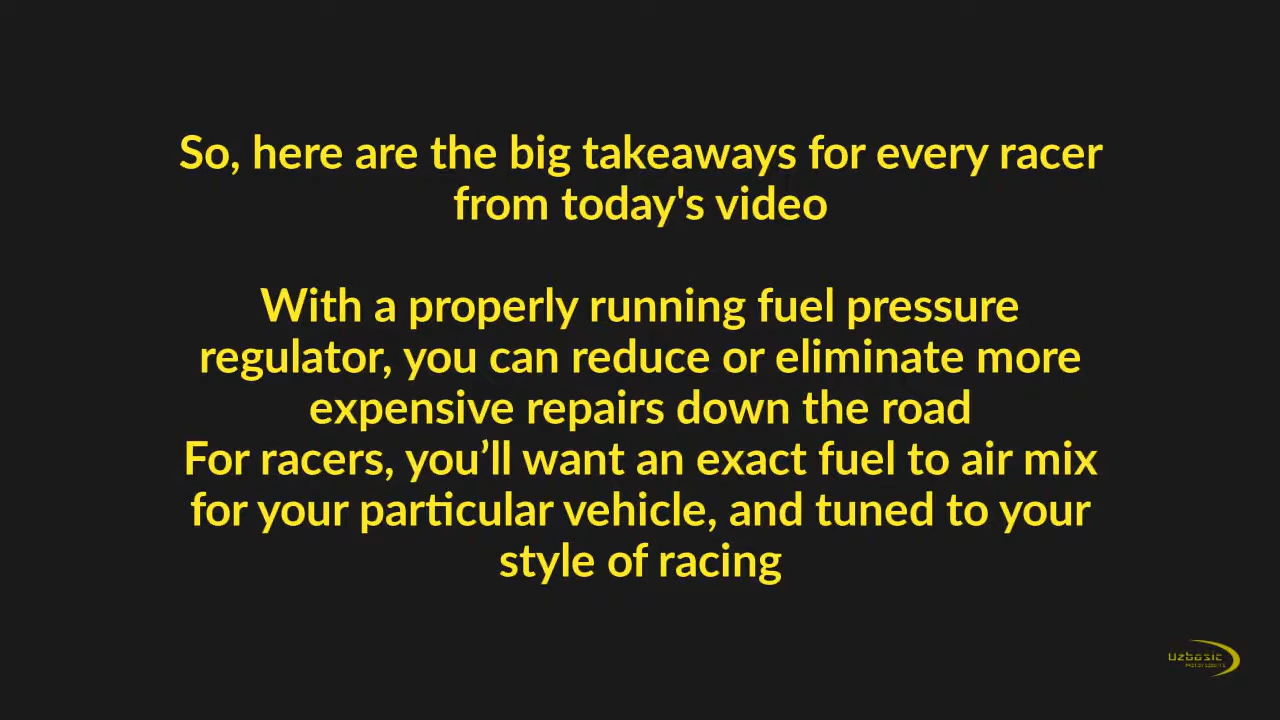 So, here are the big takeaways for every racer
from today's video
With a properly running fuel pressure
regulator, you can reduce or eliminate more
expensive repairs down the road
For racers, you’ll want an exact fuel to air mix
for your particular vehicle, and tuned to your
style of racing
Uzbasic
Motorsports